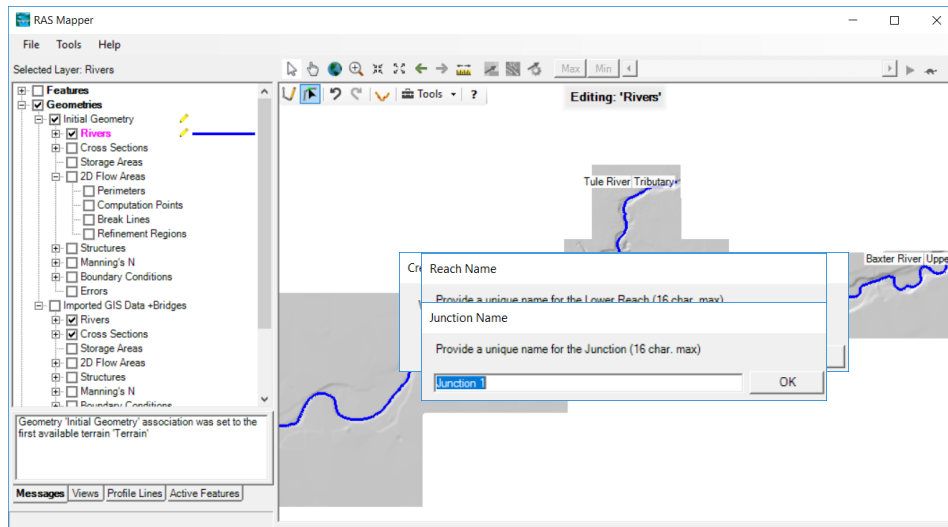 RAS Mapper
File Tools Help
Selected Layer: Rivers
Max Min
Features
Geometries
Initial Geometry
Rivers
Cross Sections
Storage Areas
2D Flow Areas
Perimeters
Computation Points
Break Lines
Refinement Regions
Structures
Manning's N
Boundary Conditions
Errors
Imported GIS Data +Bridges
Rivers
Cross Sections
Storage Areas
2D Flow Areas
Structures
Manning's N
Boundary Conditions
Geometry 'Initial Geometry' association was set to the
first available terrain 'Terrain'
Messages Views Profile Lines Active Features
Tools ?
Editing: 'Rivers'
Tule River Tributary
Baxter River Uppe
Cre
Reach Name
Provide a unique name for the Lower Reach (16 char. max)
Junction Name
Provide a unique name for the Junction (16 char. max)
Junction 1
OK